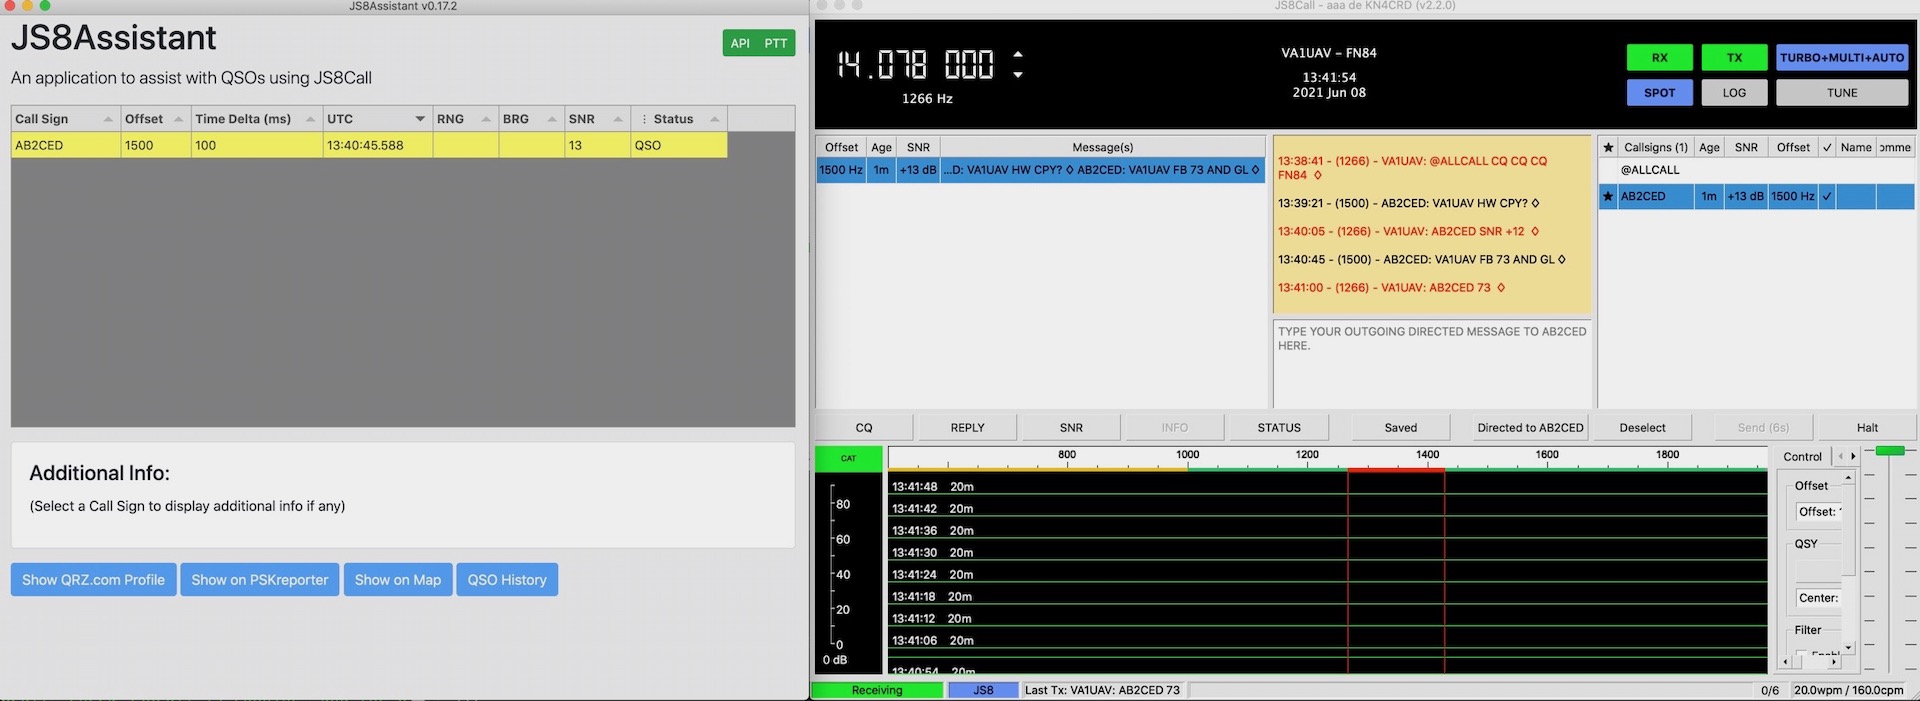 JS8Assistant v0.17.2
JS8Assistant
API PTT
An application to assist with QSOs using JS8Call
Call Sign Offset Time Delta (ms) UTC RNG BRG SNR Status
AB2CED 1500 100 13:40:45.588 13 QSO
Additional Info:
(Select a Call Sign to display additional info if any)
Show QRZ.com Profile Show on PSKreporter Show on Map QSO History
JS8Call - aaa de KN4CRD (v2.2.0)
14.078 000
1266 Hz
VA1UAV – FN84
13:41:54
2021 Jun 08
RX TX TURBO+MULTI+AUTO
SPOT LOG TUNE
Offset Age SNR Message(s)
1500 Hz 1m +13 dB ...D: VA1UAV HW CPY? ◊ AB2CED: VA1UAV FB 73 AND GL ◊
13:38:41 - (1266) - VA1UAV: @ALLCALL CQ CQ CQ
FN84 ◊
13:39:21 - (1500) - AB2CED: VA1UAV HW CPY? ◊
13:40:05 - (1266) - VA1UAV: AB2CED SNR +12 ◊
13:40:45 - (1500) - AB2CED: VA1UAV FB 73 AND GL ◊
13:41:00 - (1266) - VA1UAV: AB2CED 73 ◊
TYPE YOUR OUTGOING DIRECTED MESSAGE TO AB2CED
HERE.
★ Callsigns (1) Age SNR Offset ✓ Name omme
@ALLCALL
★ AB2CED 1m +13 dB 1500 Hz ✓
CQ REPLY SNR INFO STATUS Saved Directed to AB2CED Deselect Send (6s) Halt
CAT
80
60
40
20
0
0 dB
800 1000 1200 1400 1600 1800
13:41:48 20m
13:41:42 20m
13:41:36 20m
13:41:30 20m
13:41:24 20m
13:41:18 20m
13:41:12 20m
13:41:06 20m
13:40:54 20m
Control
Offset
Offset:
QSY
Center:
Filter
Receiving JS8 Last Tx: VA1UAV: AB2CED 73 0/6 20.0wpm / 160.0cpm